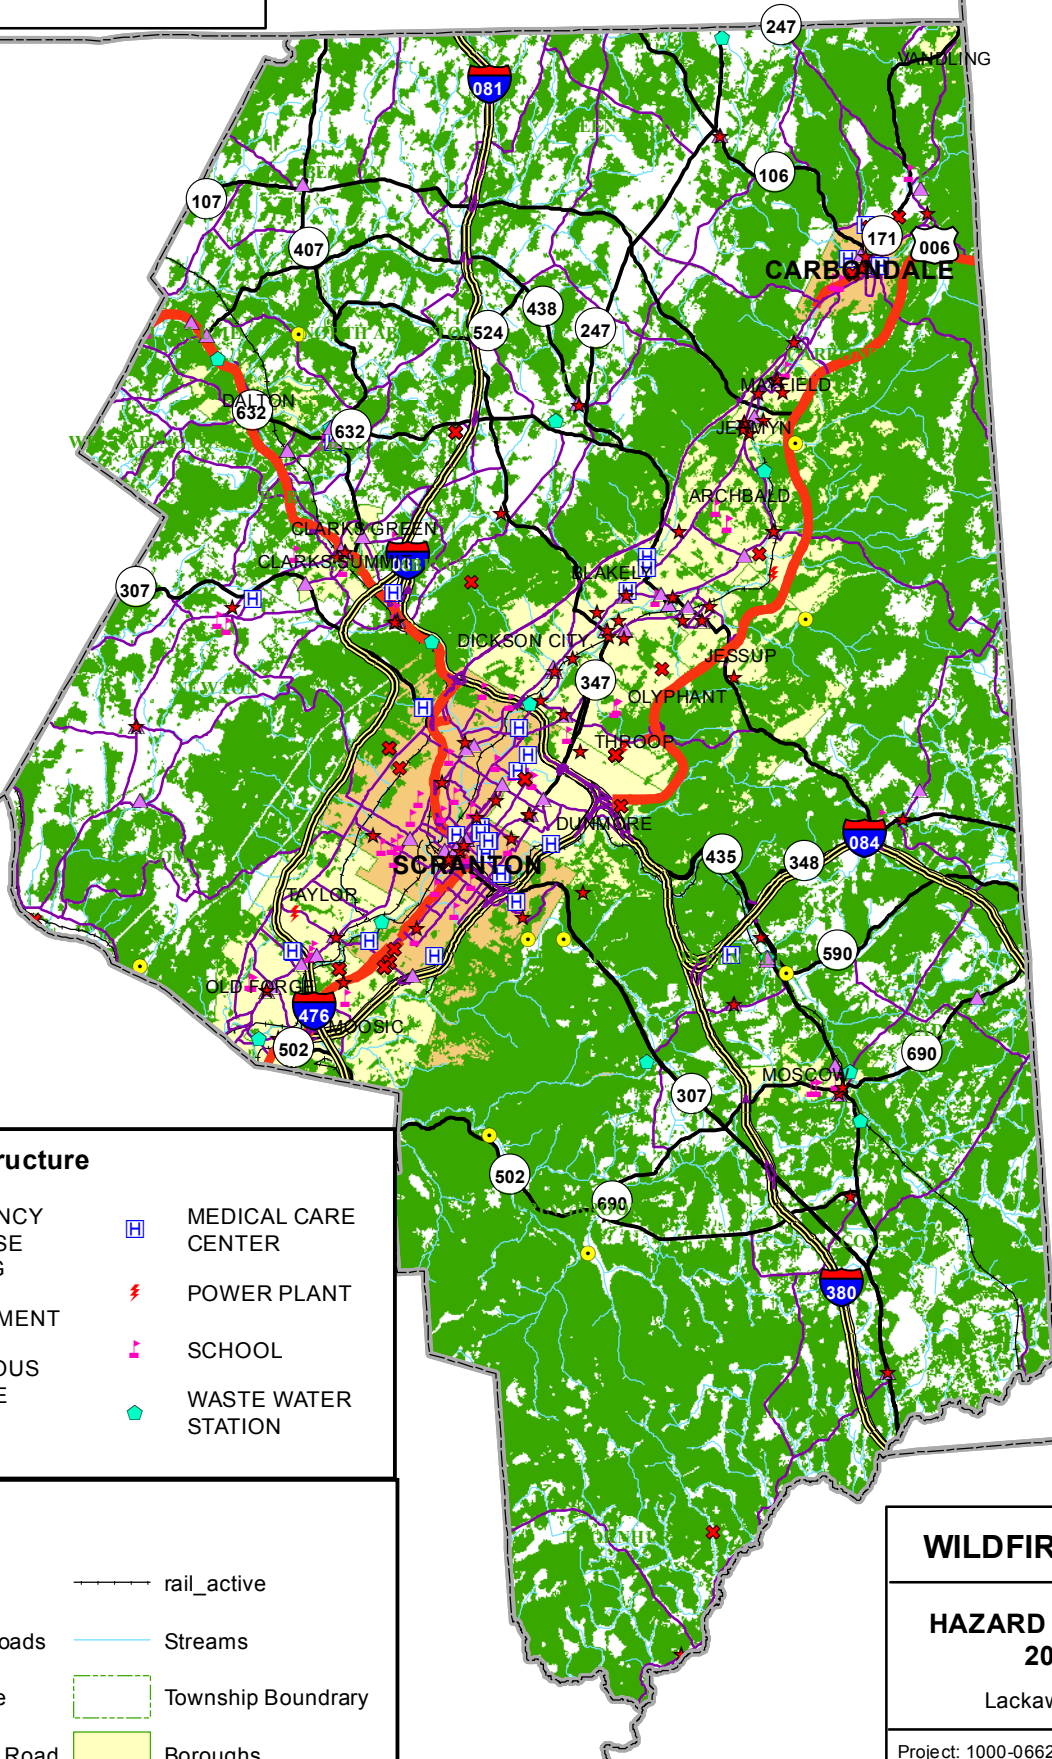 247
VANDLING
081
106
107
171
006
407
CARBONDALE
438
524
247
MAYFIELD
DALTON
632
632
JERMYN
ARCHBALD
CLARKS GREEN
CLARKS SUMMIT
307
BLAKELY
DICKSON CITY
JESSUP
347
OLYPHANT
THROOP
DUNMORE
084
435
348
SCRANTON
TAYLOR
590
OLD FORGE
476
MOOSIC
502
690
MOSCOW
307
502
690
380
ructure
NCY
SE
G
MENT
OUS
E
MEDICAL CARE
CENTER
POWER PLANT
SCHOOL
WASTE WATER
STATION
rail_active
oads
Streams
e
Township Boundrary
Road
Boroughs
WILDFIR
HAZARD
20
Lackaw
Project: 1000-0662